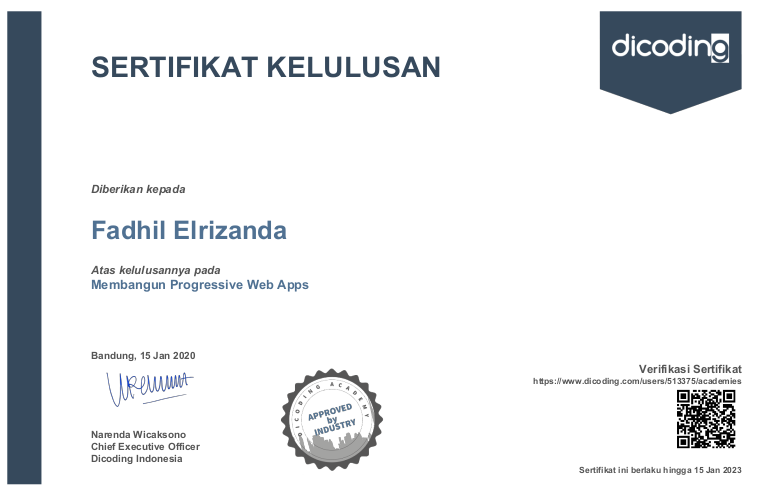 dicoding
SERTIFIKAT KELULUSAN
Diberikan kepada
Fadhil Elrizanda
Atas kelulusannya pada
Membangun Progressive Web Apps
Bandung, 15 Jan 2020
Narenda Wicaksono
Chief Executive Officer
Dicoding Indonesia
DICODING ACADEMY
APPROVED
by
INDUSTRY
Verifikasi Sertifikat
https://www.dicoding.com/users/513375/academies
Sertifikat ini berlaku hingga 15 Jan 2023